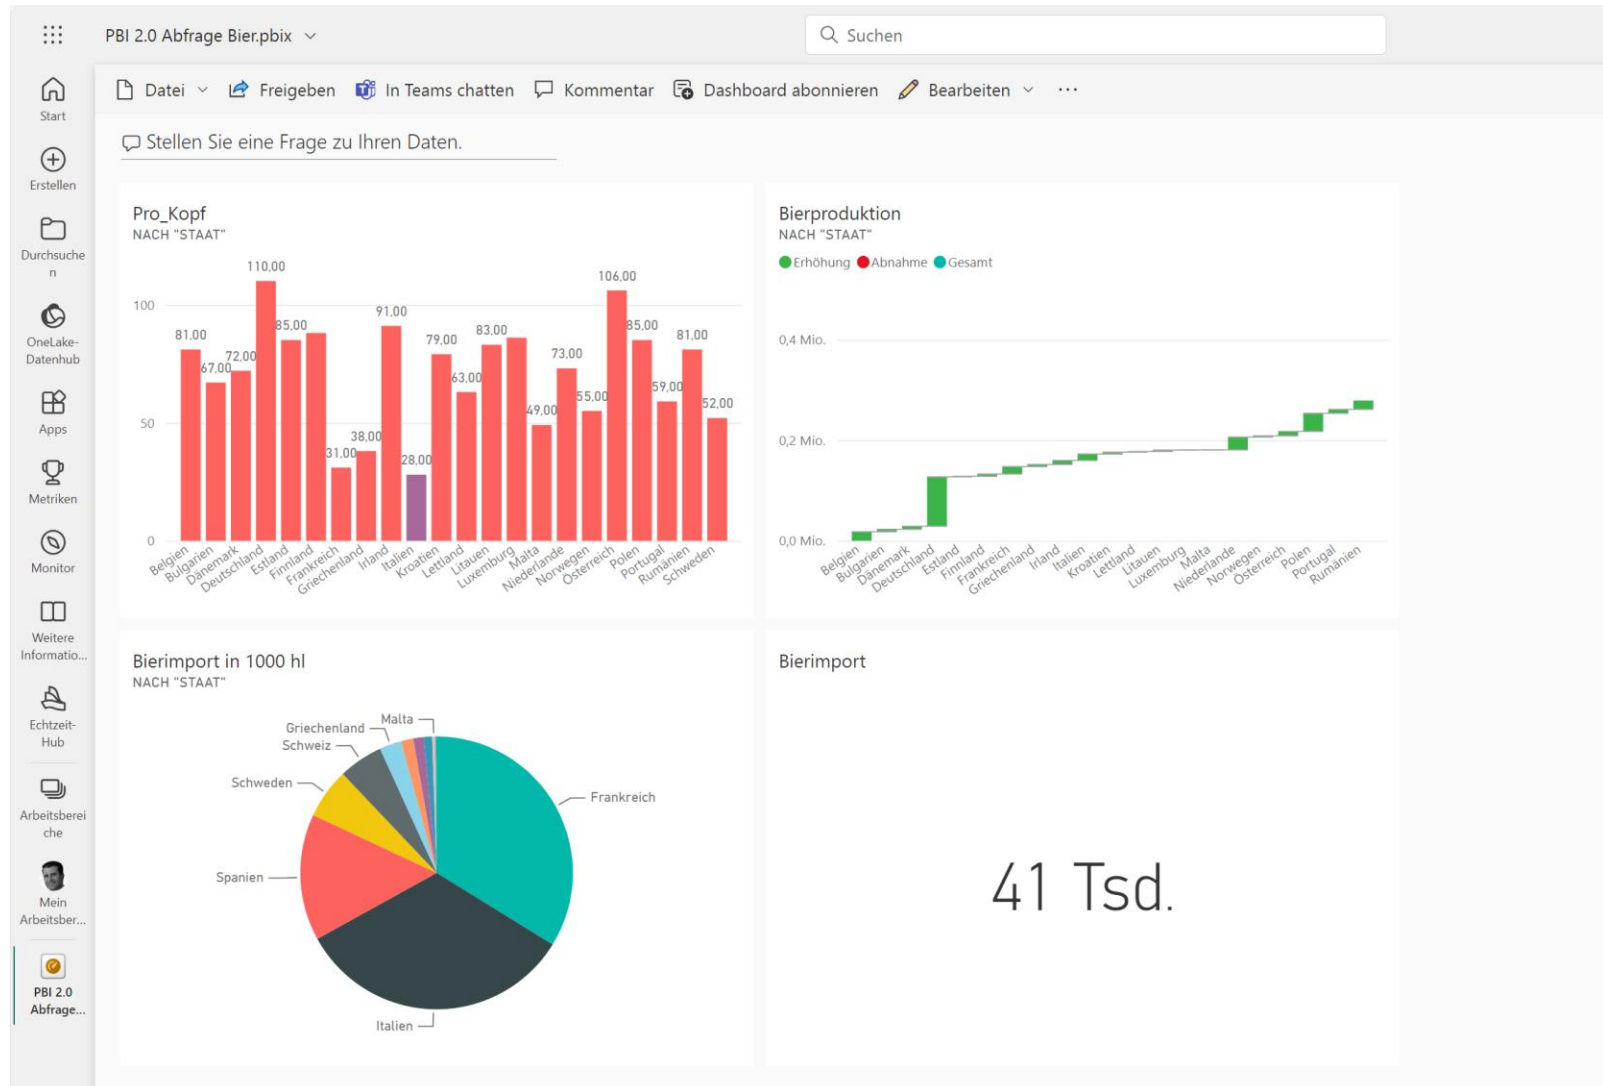 PBI 2.0 Abfrage Bier.pbix
Suchen
Start
Erstellen
Durchsuche
n
OneLake-
Datenhub
Apps
Metriken
Monitor
Weitere
Informatio...
Echtzeit-
Hub
Arbeitsberei
che
Mein
Arbeitsber...
PBI 2.0
Abfrage...
Datei Freigeben In Teams chatten Kommentar Dashboard abonnieren Bearbeiten ...
Stellen Sie eine Frage zu Ihren Daten.
Pro_Kopf
NACH "STAAT"
100
50
0
81,00
67,00
72,00
110,00
85,00
31,00
38,00
91,00
28,00
79,00
63,00
83,00
49,00
73,00
55,00
106,00
85,00
59,00
81,00
52,00
Belgien
Bulgarien
Dänemark
Deutschland
Estland
Finnland
Frankreich
Griechenland
Irland
Italien
Kroatien
Lettland
Litauen
Luxemburg
Malta
Niederlande
Norwegen
Österreich
Polen
Portugal
Rumänien
Schweden
Bierproduktion
NACH "STAAT"
Erhöhung Abnahme Gesamt
0,4 Mio.
0,2 Mio.
0,0 Mio.
Belgien
Bulgarien
Dänemark
Deutschland
Estland
Finnland
Frankreich
Griechenland
Irland
Italien
Kroatien
Lettland
Litauen
Luxemburg
Malta
Niederlande
Norwegen
Österreich
Polen
Portugal
Rumänien
Bierimport in 1000 hl
NACH "STAAT"
Malta
Griechenland
Schweiz
Schweden
Frankreich
Spanien
Italien
Bierimport
41 Tsd.